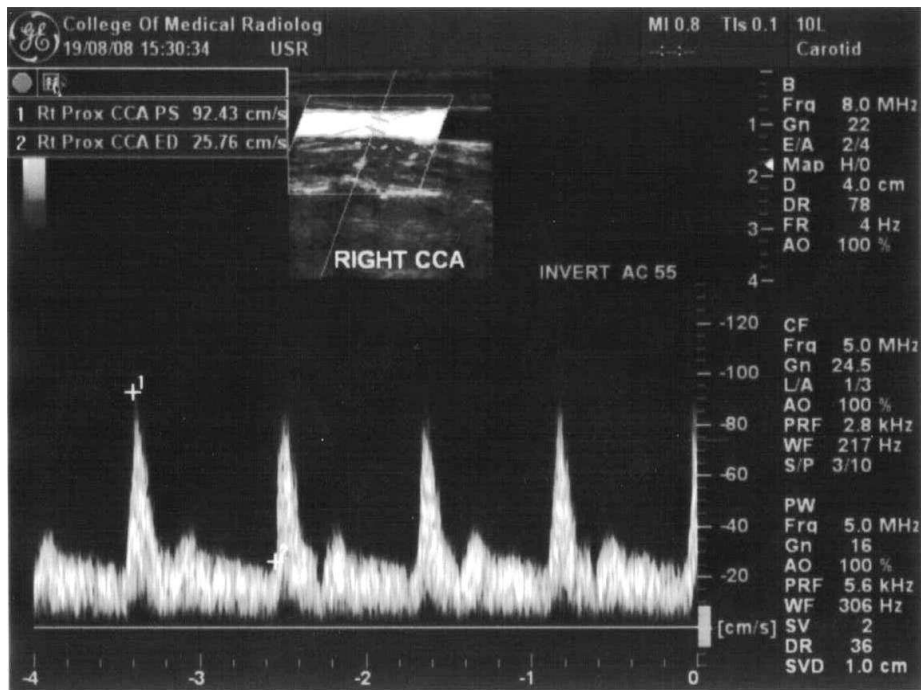 GE
College Of Medical Radiolog
19/08/08 15:30:34 USR
MI 0.8 TIs 0.1 10L
Carotid
1 Rt Prox CCA PS 92.43 cm/s
2 Rt Prox CCA ED 25.76 cm/s
RIGHT CCA
INVERT AC 55
1
2
3
4
B
Frq 8.0 MHz
Gn 22
E/A 2/4
Map H/0
D 4.0 cm
DR 78
FR 4 Hz
AO 100 %
CF
Frq 5.0 MHz
Gn 24.5
L/A 1/3
AO 100 %
PRF 2.8 kHz
WF 217 Hz
S/P 3/10
PW
Frq 5.0 MHz
Gn 16
AO 100 %
PRF 5.6 kHz
WF 306 Hz
SV 2
DR 36
SVD 1.0 cm
-120
-100
-80
-60
-40
-20
[cm/s]
1
2
-4 -3 -2 -1 0